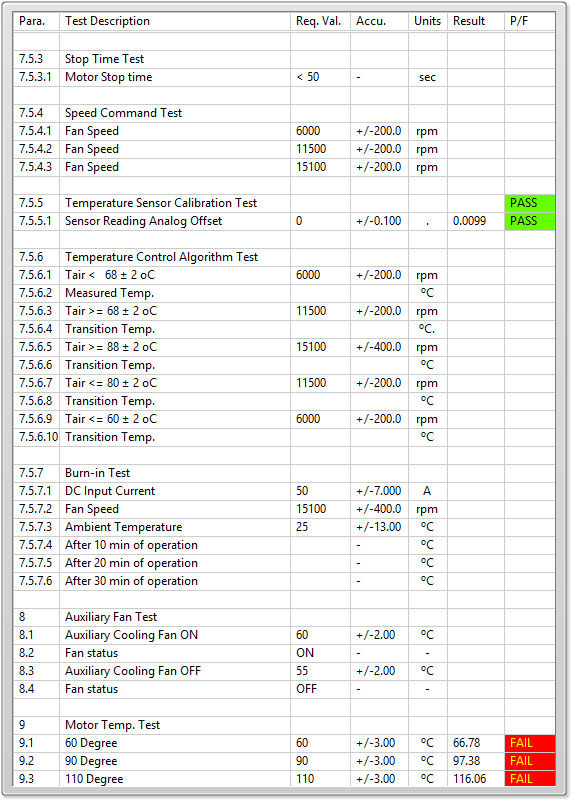 Para. Test Description Req. Val. Accu. Units Result P/F
7.5.3 Stop Time Test
7.5.3.1 Motor Stop time < 50 - sec
7.5.4 Speed Command Test
7.5.4.1 Fan Speed 6000 +/-200.0 rpm
7.5.4.2 Fan Speed 11500 +/-200.0 rpm
7.5.4.3 Fan Speed 15100 +/-200.0 rpm
7.5.5 Temperature Sensor Calibration Test PASS
7.5.5.1 Sensor Reading Analog Offset 0 +/-0.100 . 0.0099 PASS
7.5.6 Temperature Control Algorithm Test
7.5.6.1 Tair < 68 ± 2 oC 6000 +/-200.0 rpm
7.5.6.2 Measured Temp. ºC
7.5.6.3 Tair >= 68 ± 2 oC 11500 +/-200.0 rpm
7.5.6.4 Transition Temp. ºC.
7.5.6.5 Tair >= 88 ± 2 oC 15100 +/-400.0 rpm
7.5.6.6 Transition Temp. ºC
7.5.6.7 Tair <= 80 ± 2 oC 11500 +/-200.0 rpm
7.5.6.8 Transition Temp. ºC
7.5.6.9 Tair <= 60 ± 2 oC 6000 +/-200.0 rpm
7.5.6.10 Transition Temp. ºC
7.5.7 Burn-in Test
7.5.7.1 DC Input Current 50 +/-7.000 A
7.5.7.2 Fan Speed 15100 +/-400.0 rpm
7.5.7.3 Ambient Temperature 25 +/-13.00 ºC
7.5.7.4 After 10 min of operation - ºC
7.5.7.5 After 20 min of operation - ºC
7.5.7.6 After 30 min of operation - ºC
8 Auxiliary Fan Test
8.1 Auxiliary Cooling Fan ON 60 +/-2.00 ºC
8.2 Fan status ON - -
8.3 Auxiliary Cooling Fan OFF 55 +/-2.00 ºC
8.4 Fan status OFF - -
9 Motor Temp. Test
9.1 60 Degree 60 +/-3.00 ºC 66.78 FAIL
9.2 90 Degree 90 +/-3.00 ºC 97.38 FAIL
9.3 110 Degree 110 +/-3.00 ºC 116.06 FAIL